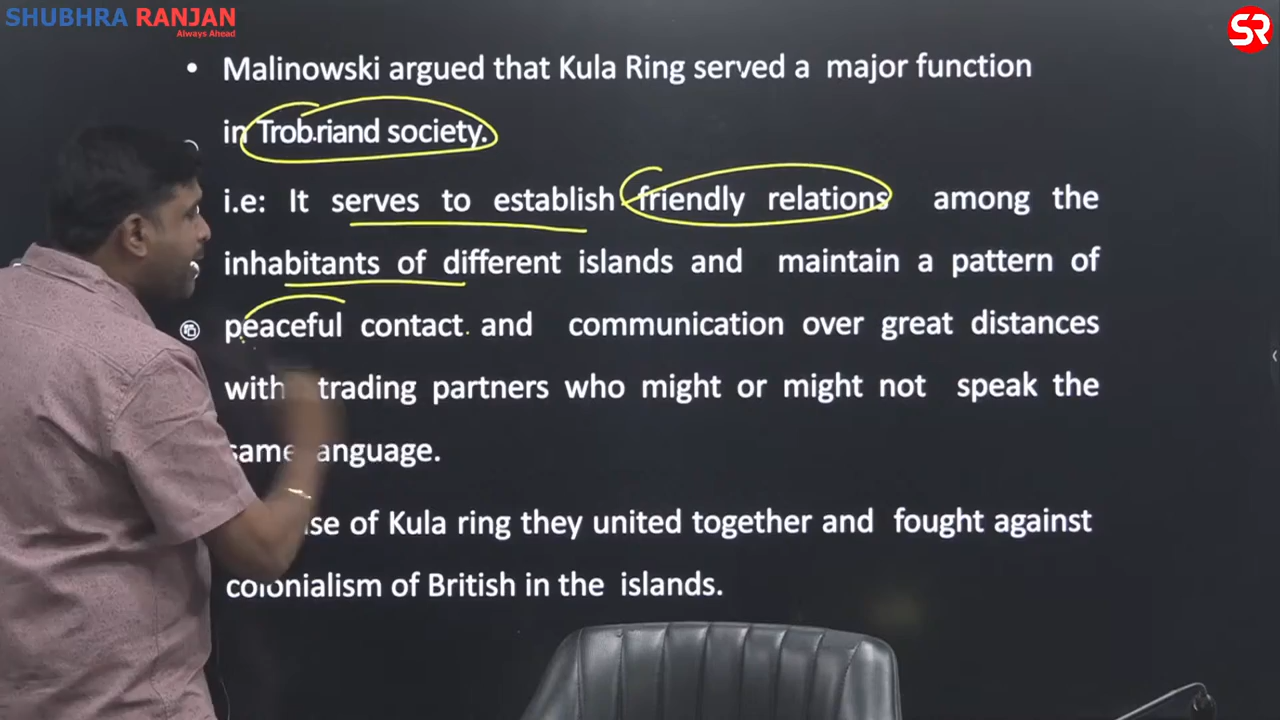 SHUBHRA RANJAN
Always Ahead
SR
• Malinowski argued that Kula Ring served a major function
in Trobriand society.
i.e: It serves to establish friendly relations among the
inhabitants of different islands and maintain a pattern of
peaceful contact and communication over great distances
with trading partners who might or might not speak the
same language.
of Kula ring they united together and fought against
colonialism of British in the islands.